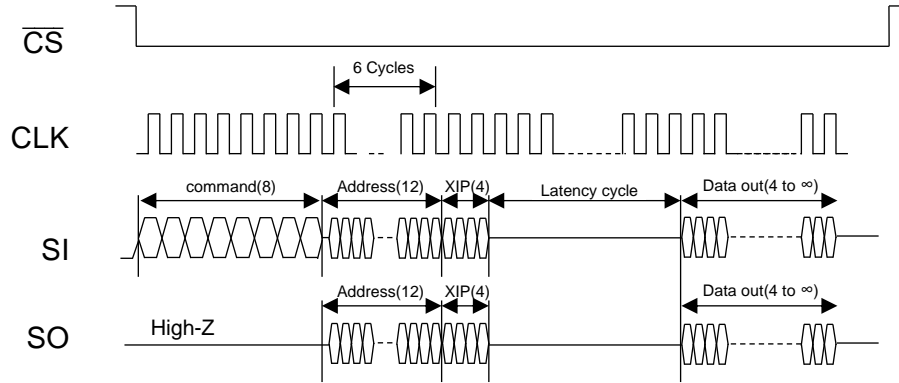 CS
6 Cycles
CLK
command(8) Address(12) XIP(4) Latency cycle Data out(4 to ∞)
SI
Address(12) XIP(4) Data out(4 to ∞)
High-Z
SO